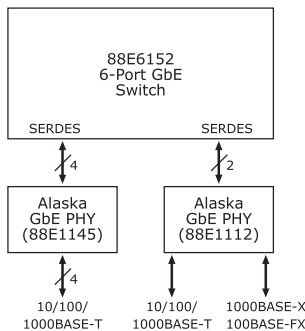 88E6152
6-Port GbE
Switch
SERDES SERDES
4 2
Alaska
GbE PHY
(88E1145)
Alaska
GbE PHY
(88E1112)
4
10/100/
1000BASE-T
10/100/
1000BASE-T
1000BASE-X
100BASE-FX